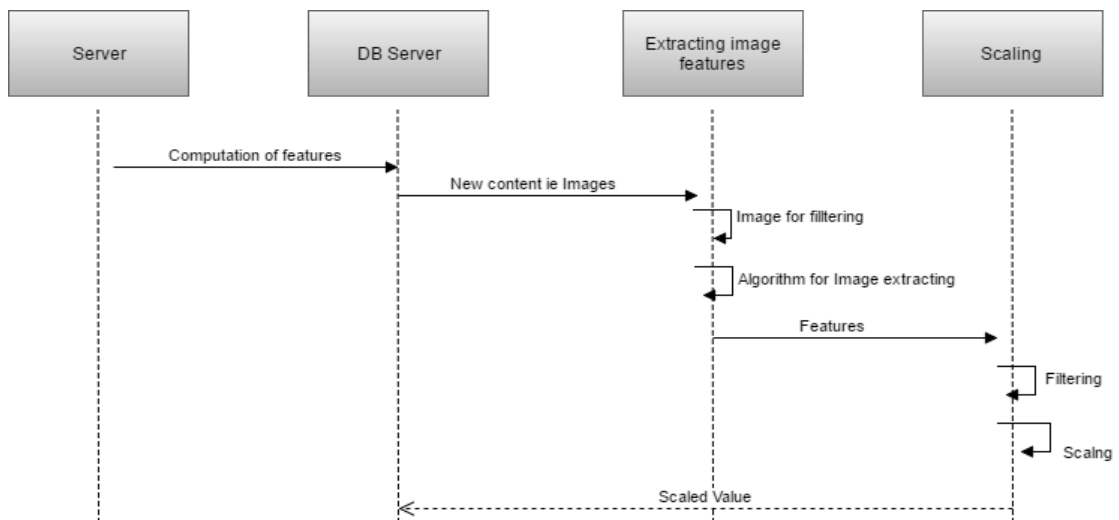 Server
DB Server
Extracting image
features
Scaling
Computation of features
New content ie Images
Image for filltering
Algorithm for Image extracting
Features
Filtering
Scalng
Scaled Value